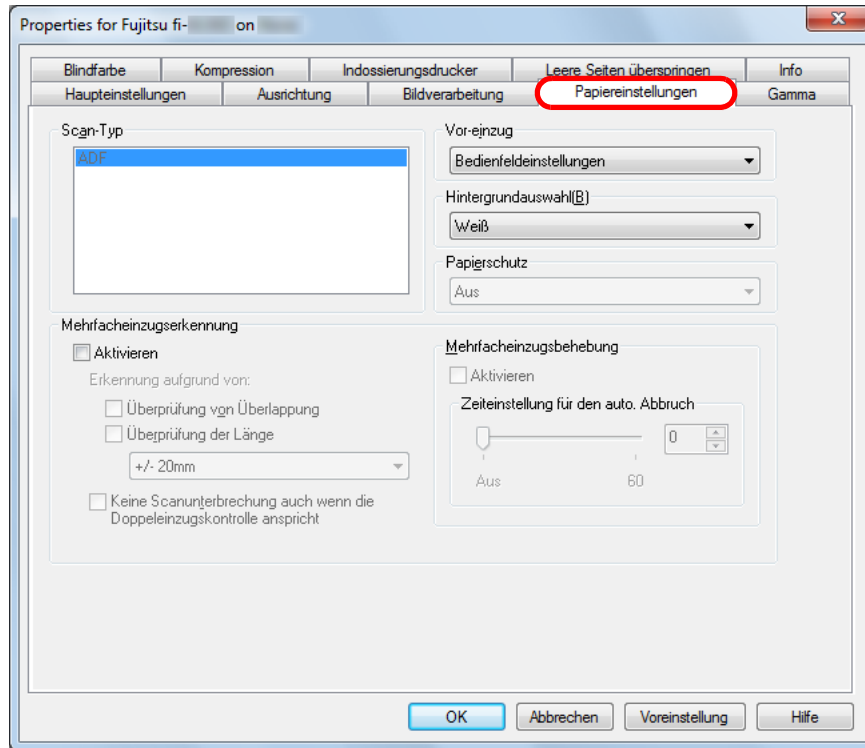 Properties for Fujitsu fi- on
Blindfarbe Kompression Indossierungsdrucker Leere Seiten überspringen Info
Haupteinstellungen Ausrichtung Bildverarbeitung Papiereinstellungen Gamma
Scan-Typ
ADF
Vor-einzug
Bedienfeldeinstellungen
Hintergrundauswahl(B)
Weiß
Papierschutz
Aus
Mehrfacheinzugserkennung
Aktivieren
Erkennung aufgrund von:
Überprüfung von Überlappung
Überprüfung der Länge
+/- 20mm
Keine Scanunterbrechung auch wenn die
Doppeleinzugskontrolle anspricht
Mehrfacheinzugsbehebung
Aktivieren
Zeiteinstellung für den auto. Abbruch
0
Aus 60
OK Abbrechen Voreinstellung Hilfe